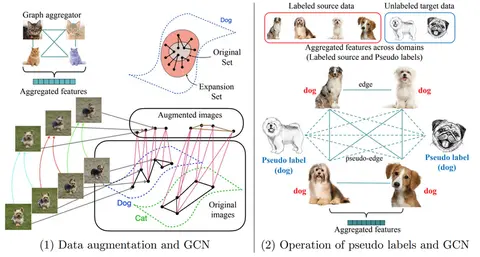 Graph aggregator
Aggregated features
Dog
Original
Set
Expansion
Set
Augmented images
Dog
Cat
Original
images
(1) Data augmentation and GCN
Labeled source data
Unlabeled target data
Aggregated features across domains
(Labeled source and Pseudo labels)
dog
edge
dog
Pseudo label
(dog)
pseudo-edge
Pseudo label
(dog)
dog
dog
Aggregated features
(2) Operation of pseudo labels and GCN